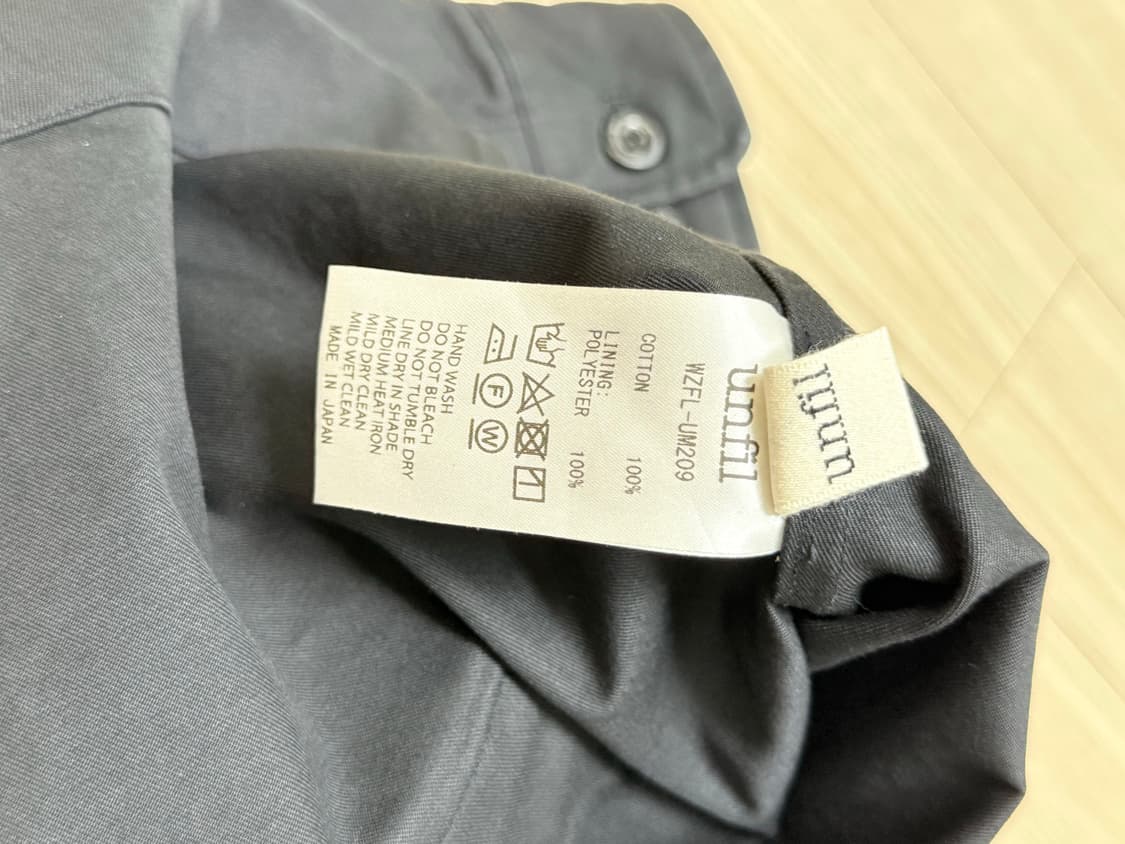 unfil
unfil
WZFL-UM209
COTTON 100%
LINING:
POLYESTER 100%
F W
HAND WASH
DO NOT BLEACH
DO NOT TUMBLE DRY
LINE DRY IN SHADE
MEDIUM HEAT IRON
MILD DRY CLEAN
MILD WET CLEAN
MADE IN JAPAN